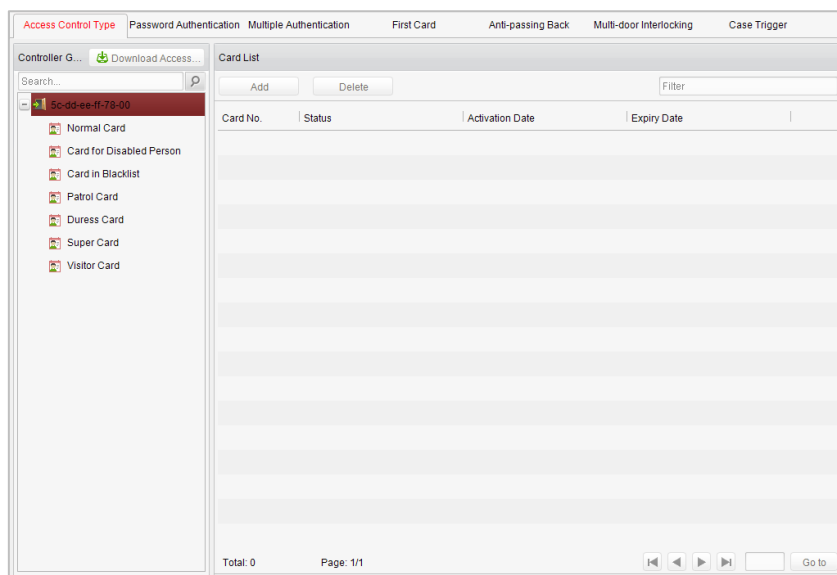 Access Control Type Password Authentication Multiple Authentication First Card Anti-passing Back Multi-door Interlocking Case Trigger
Controller G... Download Access... Card List
Search... Add Delete Filter
5c-dd-ee-ff-78-00
Card No. Status Activation Date Expiry Date
Normal Card
Card for Disabled Person
Card in Blacklist
Patrol Card
Duress Card
Super Card
Visitor Card
Total: 0 Page: 1/1 Go to